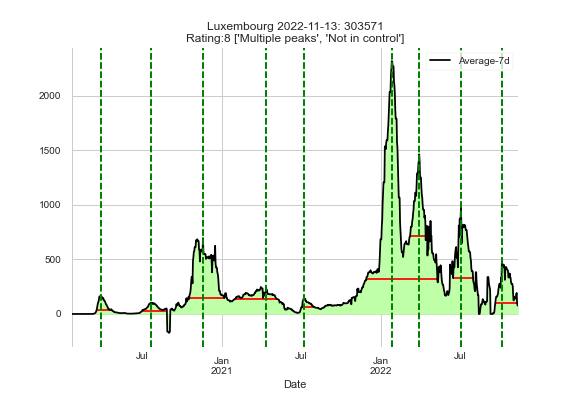 Luxembourg 2022-11-13: 303571
Rating:8 ['Multiple peaks', 'Not in control']
Average-7d
2000
1500
1000
500
0
Jul
Jan
2021
Jul
Jan
2022
Jul
Date